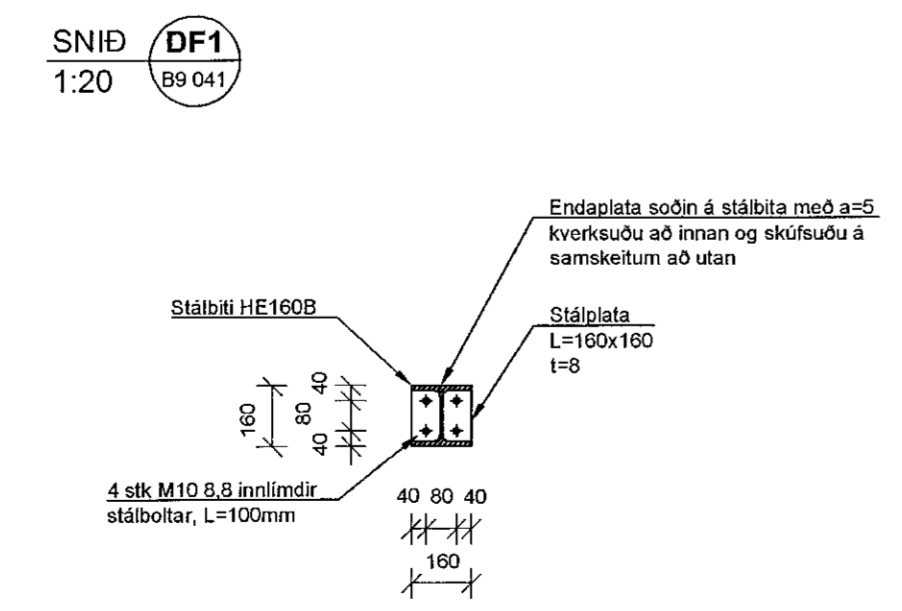 SNIÐ
DF1
1:20
B9 041
Endaplata soðin á stálbita með a=5
kverksuðu að innan og skúfsuðu á
samskeitum að utan
Stálbiti HE160B
Stálplata
L=160x160
t=8
40
160
80
40
4 stk M10 8,8 innlímdir
stálboltar, L=100mm
40 80 40
160